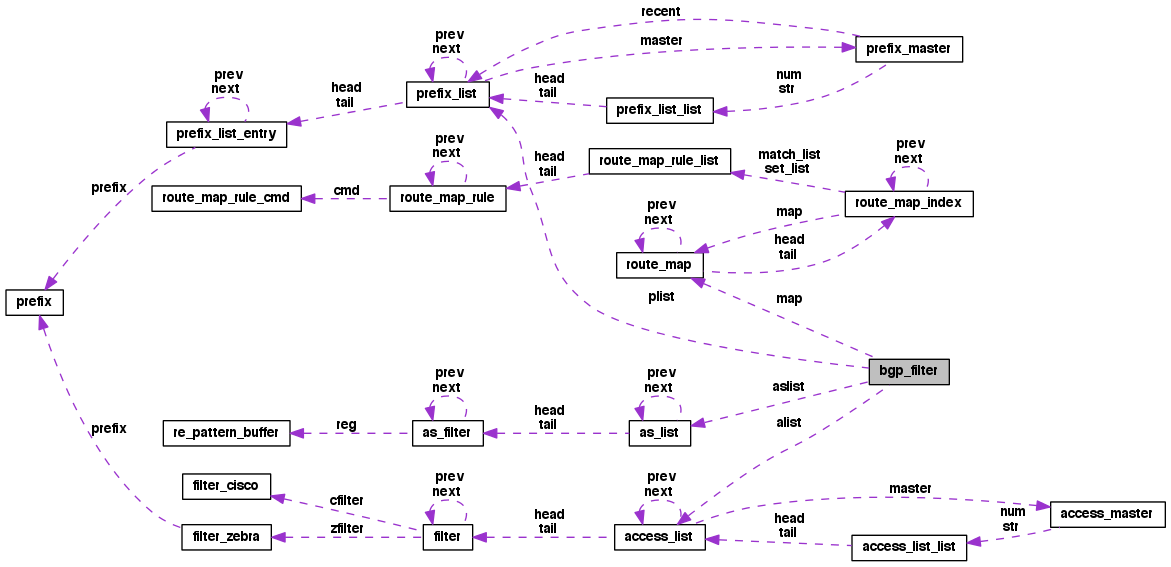 recent
prev
next
master
prefix_master
prev
next
head
tail
prefix_list
head
tail
num
str
prefix_list_list
prefix_list_entry
prev
next
head
tail
route_map_rule_list
match_list
set_list
prev
next
prefix
route_map_rule_cmd
cmd
route_map_rule
route_map_index
prev
next
map
head
tail
route_map
prefix
plist
map
bgp_filter
prev
next
prev
next
aslist
head
tail
alist
prefix
re_pattern_buffer
reg
as_filter
as_list
filter_cisco
prev
next
prev
next
cfilter
master
zfilter
head
tail
head
tail
num
str
access_master
filter_zebra
filter
access_list
access_list_list